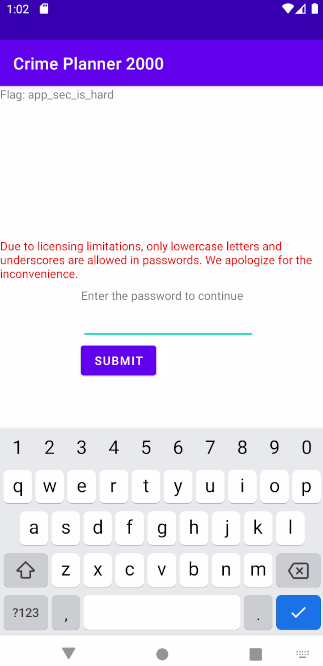 1:02
Crime Planner 2000
Flag: app_sec_is_hard
Due to licensing limitations, only lowercase letters and
underscores are allowed in passwords. We apologize for the
inconvenience.
Enter the password to continue
SUBMIT
1 2 3 4 5 6 7 8 9 0
q w e r t y u i o p
a s d f g h j k l
z x c v b n m
?123 , .